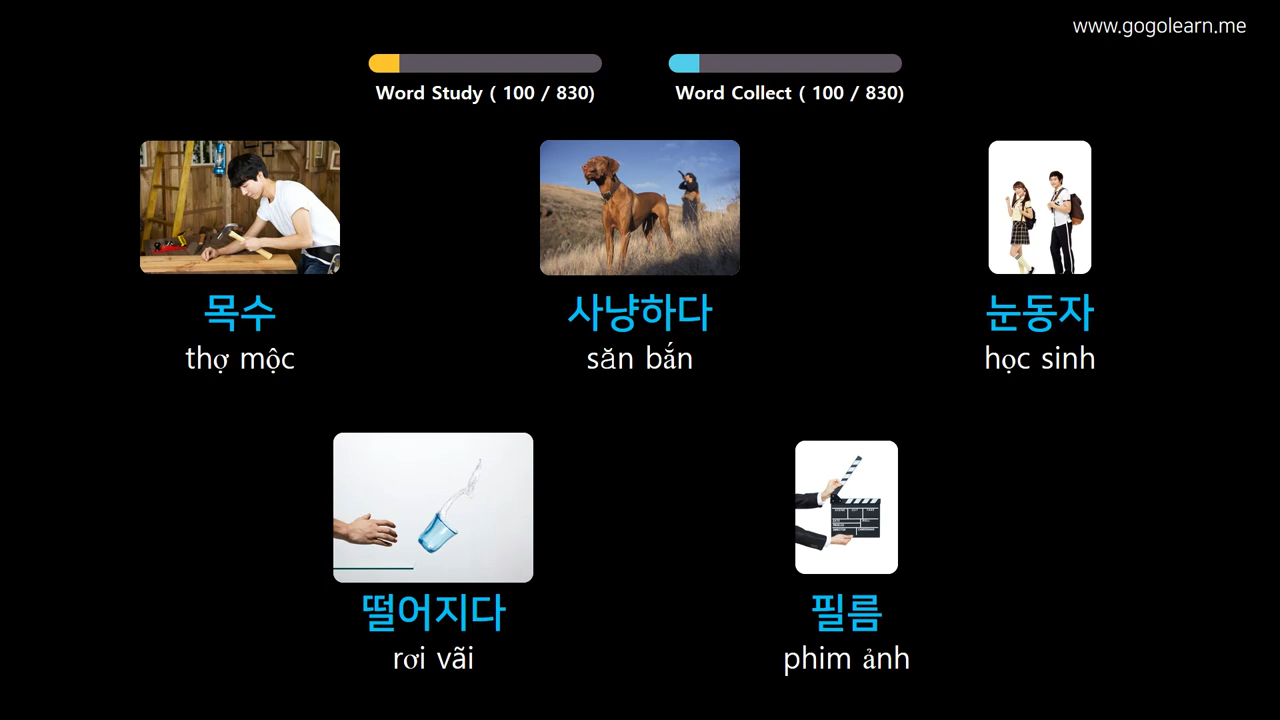 www.gogolearn.me
Word Study ( 100 / 830)
Word Collect ( 100 / 830)
목수
thợ mộc
사냥하다
săn bắn
눈동자
học sinh
떨어지다
rơi vãi
필름
phim ảnh